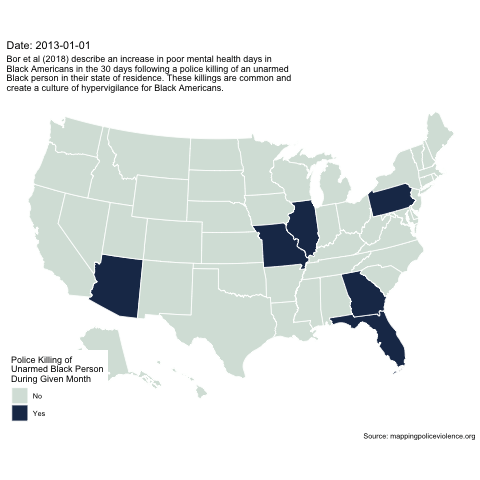 Date: 2013-01-01
Bor et al (2018) describe an increase in poor mental health days in
Black Americans in the 30 days following a police killing of an unarmed
Black person in their state of residence. These killings are common and
create a culture of hypervigilance for Black Americans.
Police Killing of
Unarmed Black Person
During Given Month
No
Yes
Source: mappingpoliceviolence.org